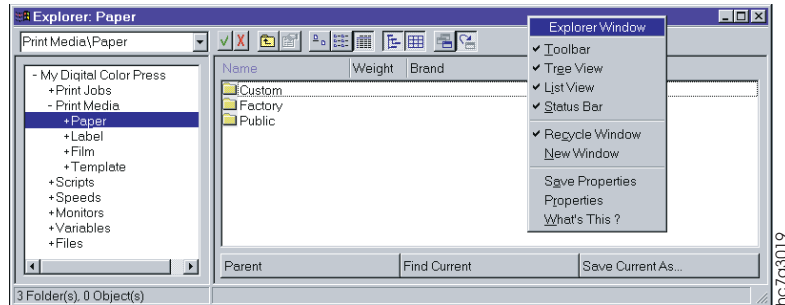 Explorer: Paper
Print Media\Paper
- My Digital Color Press
+Print Jobs
- Print Media
+Paper
+Label
+Film
+Template
+Scripts
+Speeds
+Monitors
+Variables
+Files
Name Weight Brand
Custom
Factory
Public
Explorer Window
Toolbar
Tree View
List View
Status Bar
Recycle Window
New Window
Save Properties
Properties
What's This ?
Parent Find Current Save Current As...
3 Folder(s), 0 Object(s)
hc7a3019